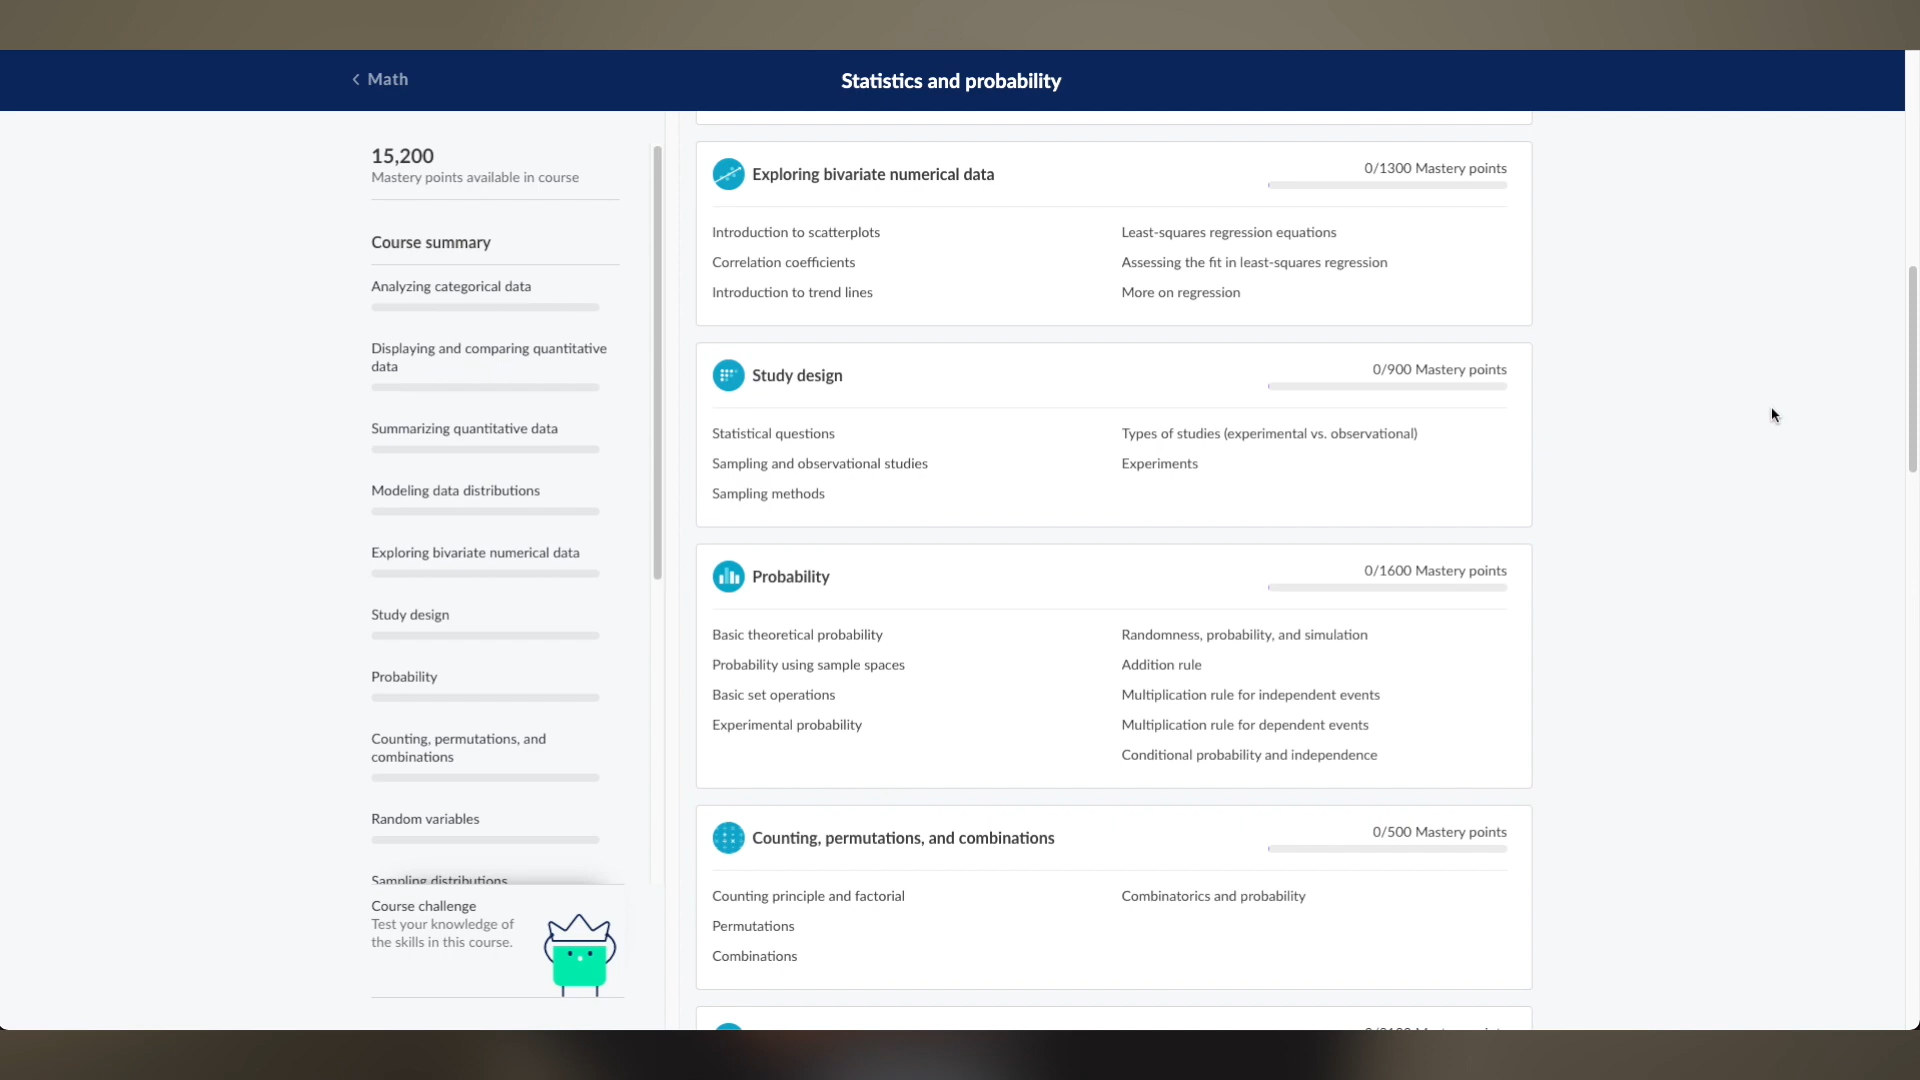 Math
Statistics and probability
15,200
Mastery points available in course
Course summary
Analyzing categorical data
Displaying and comparing quantitative
data
Summarizing quantitative data
Modeling data distributions
Exploring bivariate numerical data
Study design
Probability
Counting, permutations, and
combinations
Random variables
Sampling distributions
Course challenge
Test your knowledge of
the skills in this course.
Exploring bivariate numerical data
0/1300 Mastery points
Introduction to scatterplots
Correlation coefficients
Introduction to trend lines
Least-squares regression equations
Assessing the fit in least-squares regression
More on regression
Study design
0/900 Mastery points
Statistical questions
Sampling and observational studies
Sampling methods
Types of studies (experimental vs. observational)
Experiments
Probability
0/1600 Mastery points
Basic theoretical probability
Probability using sample spaces
Basic set operations
Experimental probability
Randomness, probability, and simulation
Addition rule
Multiplication rule for independent events
Multiplication rule for dependent events
Conditional probability and independence
Counting, permutations, and combinations
0/500 Mastery points
Counting principle and factorial
Permutations
Combinations
Combinatorics and probability